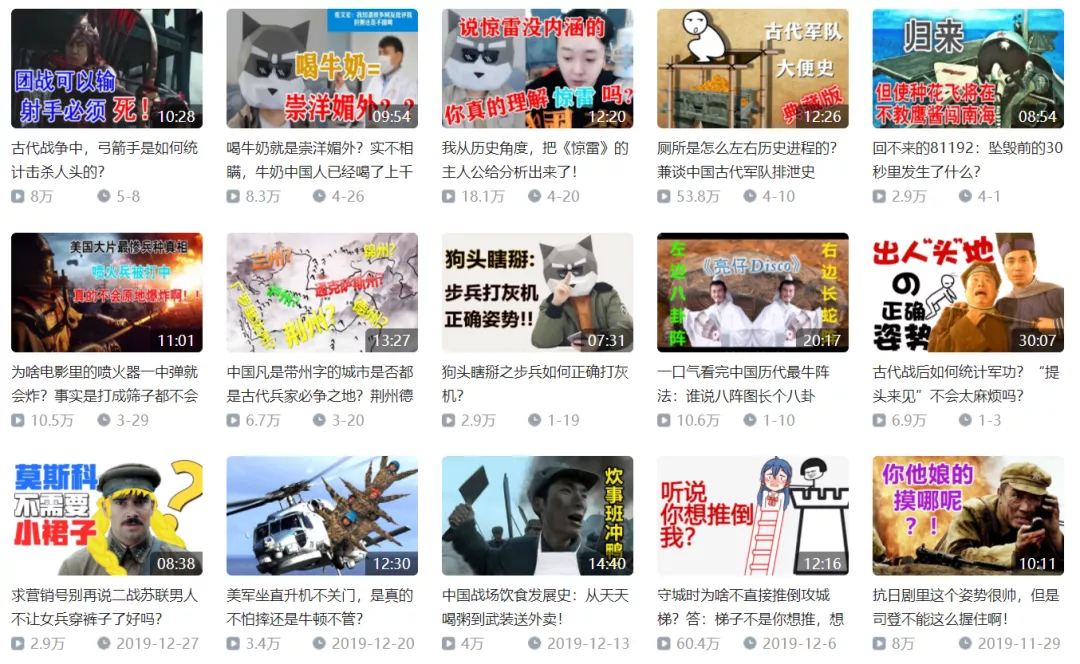 团战可以输
射手必须 死！
10:28
古代战争中，弓箭手是如何统
计击杀人头的？
8万
5-8
喝牛奶=
崇洋媚外？？
09:54
喝牛奶就是崇洋媚外？实不相
瞒，牛奶中国人已经喝了上千
8.3万
4-26
说惊雷没内涵的
你真的理解 惊雷 吗？
12:20
我从历史角度，把《惊雷》的
主人公给分析出来了！
18.1万
4-20
古代军队
大便史
典藏版
12:26
厕所是怎么左右历史进程的？
兼谈中国古代军队排泄史
53.8万
4-10
归来
但使种花飞将在
不教鹰酱闯南海
08:54
回不来的81192：坠毁前的30
秒里发生了什么？
2.9万
4-1
美国大片最惨兵种真相
喷火兵被打中
真的不会原地爆炸啊！！
11:01
为啥电影里的喷火器一中弹就
会炸？事实是打成筛子都不会
10.5万
3-29
兰州？
锦州？
通克萨斯州？
荆州？
13:27
中国凡是带州字的城市是否都
是古代兵家必争之地？荆州德
6.7万
3-20
狗头瞎掰：
步兵打灰机
正确姿势!!
07:31
狗头瞎掰之步兵如何正确打灰
机？
2.9万
1-19
左边八卦阵
《亮仔Disco》
右边长蛇阵
20:17
一口气看完中国历代最牛阵
法：谁说八阵图长个八卦
10.6万
1-10
出人头地
の
正确
姿势
30:07
古代战后如何统计军功？“提
头来见”不会太麻烦吗？
6.9万
1-3
莫斯科
不需要
小裙子
？
08:38
求营销号别再说二战苏联男人
不让女兵穿裤子了好吗？
2.9万
2019-12-27
12:30
美军坐直升机不关门，是真的
不怕摔还是牛顿不管？
3.4万
2019-12-20
炊事班冲鸭
14:40
中国战场饮食发展史：从天天
喝粥到武装送外卖！
4万
2019-12-13
听说
你想推倒
我？
12:16
守城时为啥不直接推倒攻城
梯？答：梯子不是你想推，想
60.4万
2019-12-6
你他娘的
摸哪呢
？！
10:11
抗日剧里这个姿势很帅，但是
司登不能这么握住啊！
8万
2019-11-29